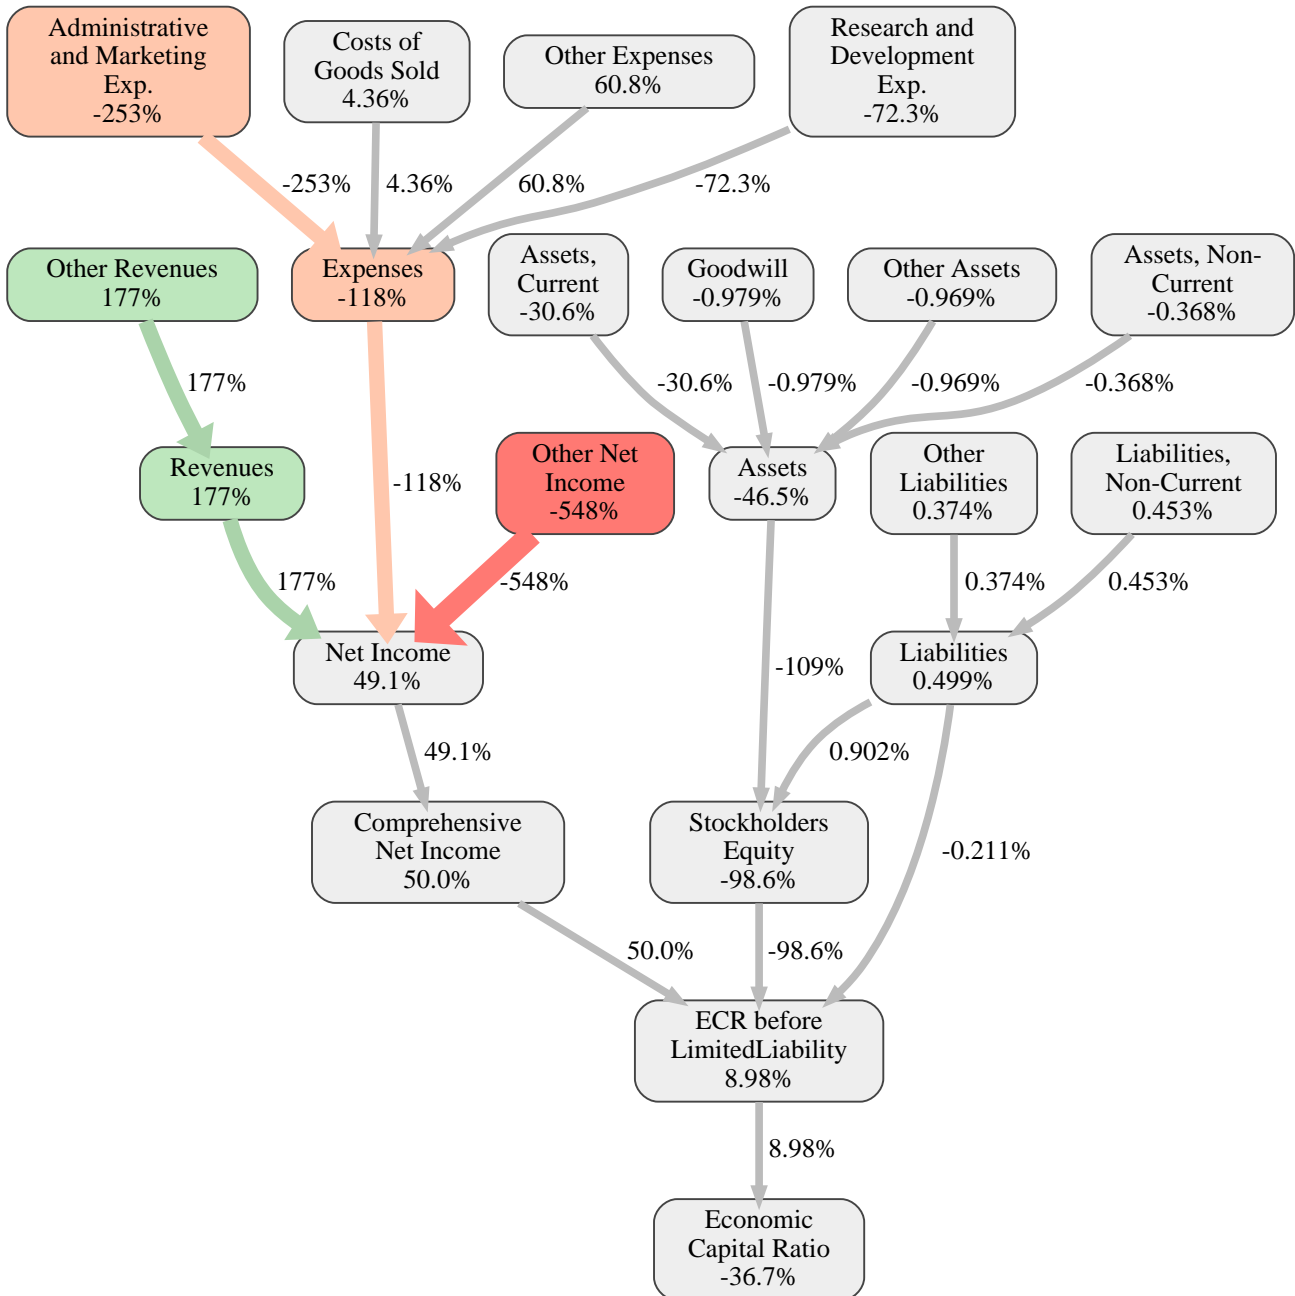 Administrative
and Marketing
Exp.
-253%
Costs of
Goods Sold
4.36%
Other Expenses
60.8%
Research and
Development
Exp.
-72.3%
-253%
4.36%
60.8%
-72.3%
Other Revenues
177%
Expenses
-118%
Assets,
Current
-30.6%
Goodwill
-0.979%
Other Assets
-0.969%
Assets, Non-
Current
-0.368%
177%
-30.6%
-0.979%
-0.969%
-0.368%
Revenues
177%
-118%
Other Net
Income
-548%
Assets
-46.5%
Other
Liabilities
0.374%
Liabilities,
Non-Current
0.453%
177%
-548%
0.374%
0.453%
Net Income
49.1%
-109%
Liabilities
0.499%
49.1%
0.902%
Comprehensive
Net Income
50.0%
Stockholders
Equity
-98.6%
-0.211%
50.0%
-98.6%
ECR before
LimitedLiability
8.98%
8.98%
Economic
Capital Ratio
-36.7%